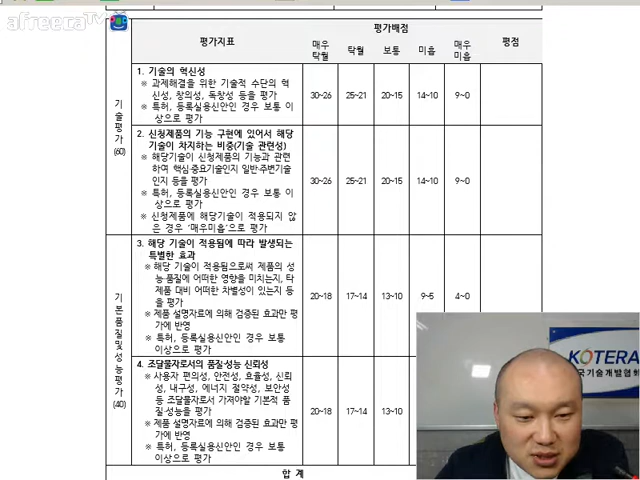 afreeca TV
평가지표
평가배점
평점
매우 탁월
탁월
보통
미흡
매우 미흡
기술평가 (60)
1. 기술의 혁신성
※ 과제해결을 위한 기술적 수단의 혁
신성, 창의성, 독창성 등을 평가
※ 특허, 등록실용신안인 경우 보통 이
상으로 평가
30~26
25~21
20~15
14~10
9~0
2. 신청제품의 기능 구현에 있어서 해당
기술이 차지하는 비중(기술 관련성)
※ 해당기술이 신청제품의 기능과 관련
하여 핵심·중요기술인지 일반·주변기술
인지 등을 평가
※ 특허, 등록실용신안인 경우 보통 이
상으로 평가
※ 신청제품에 해당기술이 적용되지 않
은 경우 '매우미흡'으로 평가
30~26
25~21
20~15
14~10
9~0
기본품질및성능평가 (40)
3. 해당 기술이 적용됨에 따라 발생되는
특별한 효과
※ 해당 기술이 적용됨으로써 제품의 성
능·품질에 어떠한 영향을 미치는지, 타
제품 대비 어떠한 차별성이 있는지 등
을 평가
※ 제품 설명자료에 의해 검증된 효과만 평
가에 반영
※ 특허, 등록실용신안인 경우 보통
이상으로 평가
20~18
17~14
13~10
9~5
4~0
4. 조달물자로서의 품질·성능 신뢰성
※ 사용자 편의성, 안전성, 효율성, 신뢰
성, 내구성, 에너지 절약성, 보안성
등 조달물자로서 가져야할 기본적 품
질·성능을 평가
※ 제품 설명자료에 의해 검증된 효과만 평
가에 반영
※ 특허, 등록실용신안인 경우 보통
이상으로 평가
20~18
17~14
13~10
합 계
KOTERA
국기술개발협